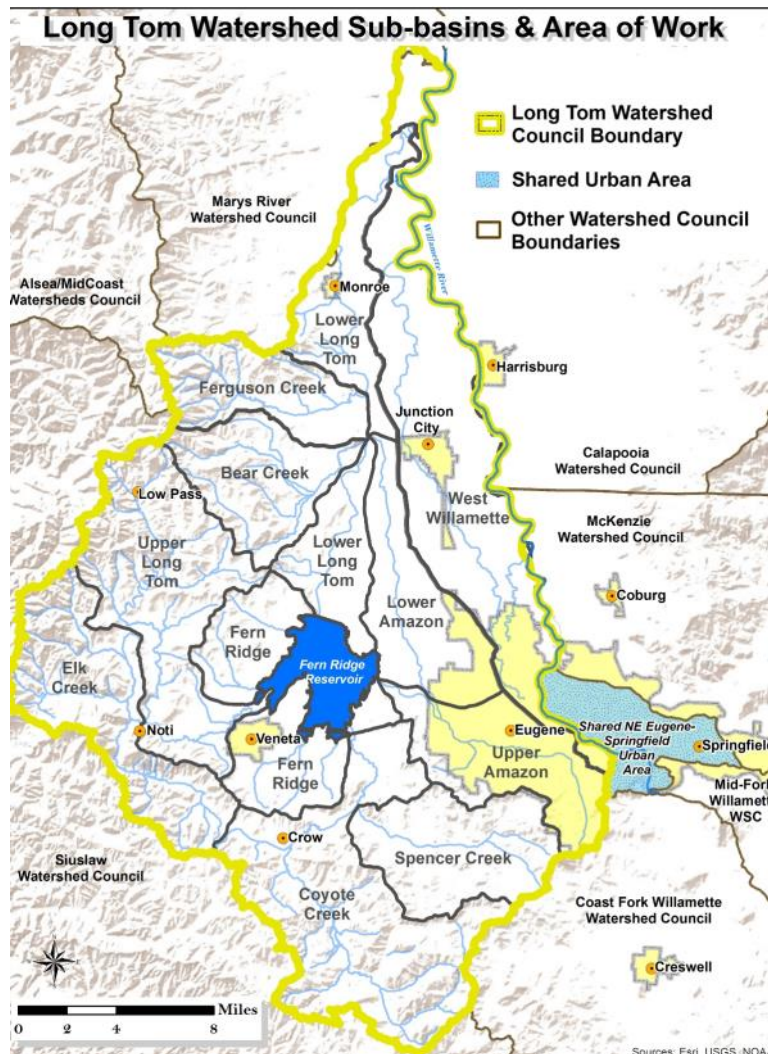 Long Tom Watershed Sub-basins & Area of Work
Long Tom Watershed
Council Boundary
Shared Urban Area
Other Watershed Council
Boundaries
Marys River
Watershed Council
Willamette River
Alsea/MidCoast
Watersheds Council
Monroe
Lower
Long
Tom
Harrisburg
Ferguson Creek
Junction
City
Calapooia
Watershed Council
Bear Creek
Low Pass
West
Willamette
McKenzie
Watershed Council
Upper
Long
Tom
Lower
Long
Tom
Coburg
Lower
Amazon
Fern
Ridge
Fern Ridge
Reservoir
Elk
Creek
Noti
Veneta
Eugene
Shared NE Eugene-
Springfield
Urban
Area
Springfield
Upper
Amazon
Fern
Ridge
Mid-Fork
Willamette
WSC
Crow
Spencer Creek
Siuslaw
Watershed Council
Coyote
Creek
Coast Fork Willamette
Watershed Council
Creswell
Miles
0 2 4 8
Sources: Esri, USGS, NOA